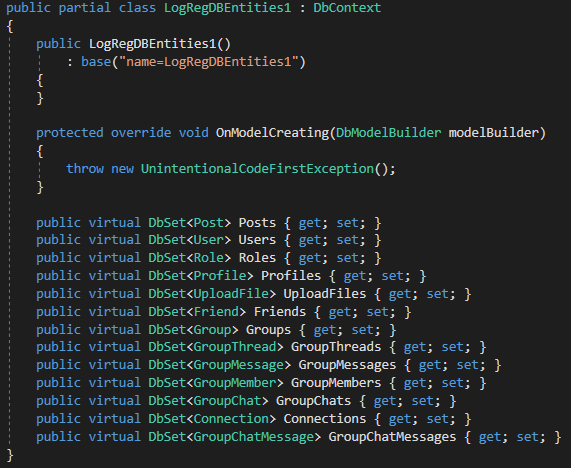 public partial class LogRegDBEntities1 : DbContext
{
public LogRegDBEntities1()
: base("name=LogRegDBEntities1")
{
}
protected override void OnModelCreating(DbModelBuilder modelBuilder)
{
throw new UnintentionalCodeFirstException();
}
public virtual DbSet<Post> Posts { get; set; }
public virtual DbSet<User> Users { get; set; }
public virtual DbSet<Role> Roles { get; set; }
public virtual DbSet<Profile> Profiles { get; set; }
public virtual DbSet<UploadFile> UploadFiles { get; set; }
public virtual DbSet<Friend> Friends { get; set; }
public virtual DbSet<Group> Groups { get; set; }
public virtual DbSet<GroupThread> GroupThreads { get; set; }
public virtual DbSet<GroupMessage> GroupMessages { get; set; }
public virtual DbSet<GroupMember> GroupMembers { get; set; }
public virtual DbSet<GroupChat> GroupChats { get; set; }
public virtual DbSet<Connection> Connections { get; set; }
public virtual DbSet<GroupChatMessage> GroupChatMessages { get; set; }
}